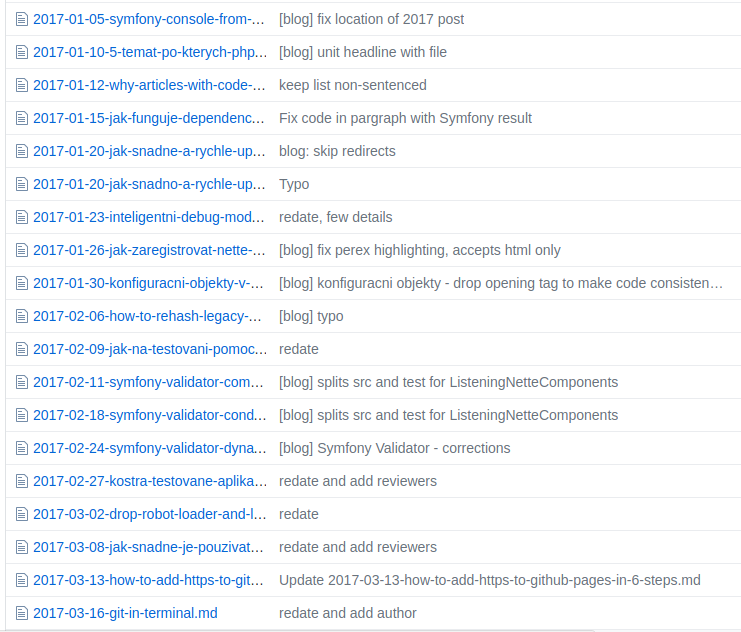 2017-01-05-symfony-console-from-… [blog] fix location of 2017 post
2017-01-10-5-temat-po-kterych-php… [blog] unit headline with file
2017-01-12-why-articles-with-code-… keep list non-sentenced
2017-01-15-jak-funguje-dependenc… Fix code in pargraph with Symfony result
2017-01-20-jak-snadne-a-rychle-up… blog: skip redirects
2017-01-20-jak-snadno-a-rychle-up… Typo
2017-01-23-inteligentni-debug-mod… redate, few details
2017-01-26-jak-zaregistrovat-nette-… [blog] fix perex highlighting, accepts html only
2017-01-30-konfiguracni-objekty-v-… [blog] konfiguracni objekty - drop opening tag to make code consisten…
2017-02-06-how-to-rehash-legacy-… [blog] typo
2017-02-09-jak-na-testovani-pomoc… redate
2017-02-11-symfony-validator-com… [blog] splits src and test for ListeningNetteComponents
2017-02-18-symfony-validator-cond… [blog] splits src and test for ListeningNetteComponents
2017-02-24-symfony-validator-dyna… [blog] Symfony Validator - corrections
2017-02-27-kostra-testovane-aplika… redate and add reviewers
2017-03-02-drop-robot-loader-and-l… redate
2017-03-08-jak-snadne-je-pouzivat… redate and add reviewers
2017-03-13-how-to-add-https-to-git… Update 2017-03-13-how-to-add-https-to-github-pages-in-6-steps.md
2017-03-16-git-in-terminal.md redate and add author